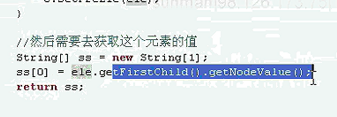 }
//然后需要去获取这个元素的值
String[] ss = new String[1];
ss[0] = ele.getFirstChild().getNodeValue();
return ss;